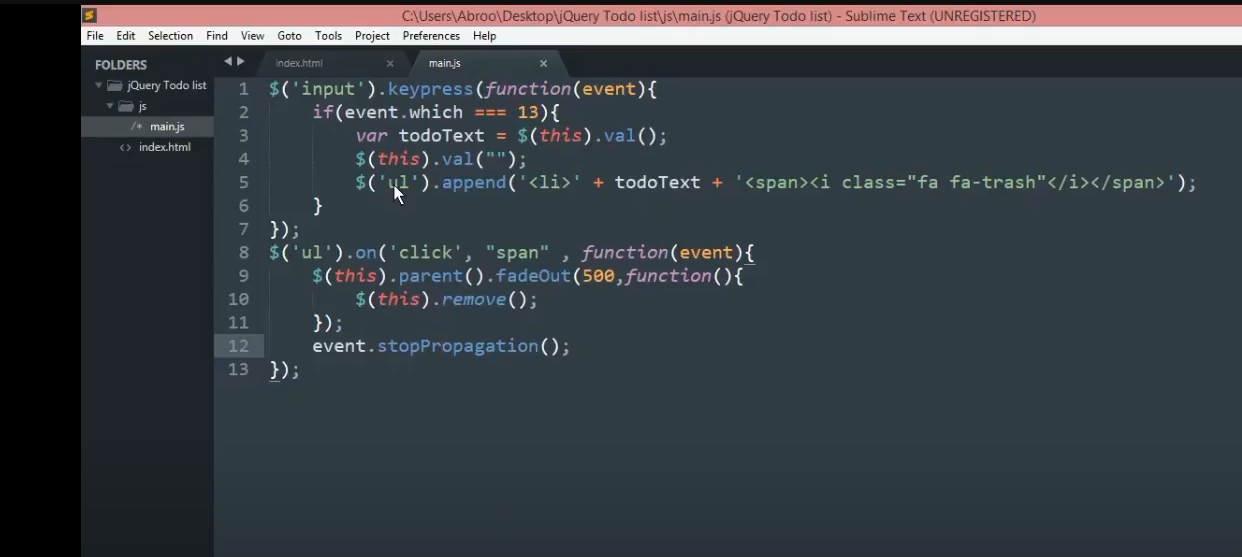 C:\Users\Abroo\Desktop\jQuery Todo list\js\main.js (jQuery Todo list) - Sublime Text (UNREGISTERED)
File Edit Selection Find View Goto Tools Project Preferences Help
FOLDERS
jQuery Todo list
js
/* main.js
<> index.html
index.html × main.js ×
1 $('input').keypress(function(event){
2 if(event.which === 13){
3 var todoText = $(this).val();
4 $(this).val("");
5 $('ul').append('<li>' + todoText + '<span><i class="fa fa-trash"</i></span>');
6 }
7 });
8 $('ul').on('click', "span" , function(event){
9 $(this).parent().fadeOut(500,function(){
10 $(this).remove();
11 });
12 event.stopPropagation();
13 });